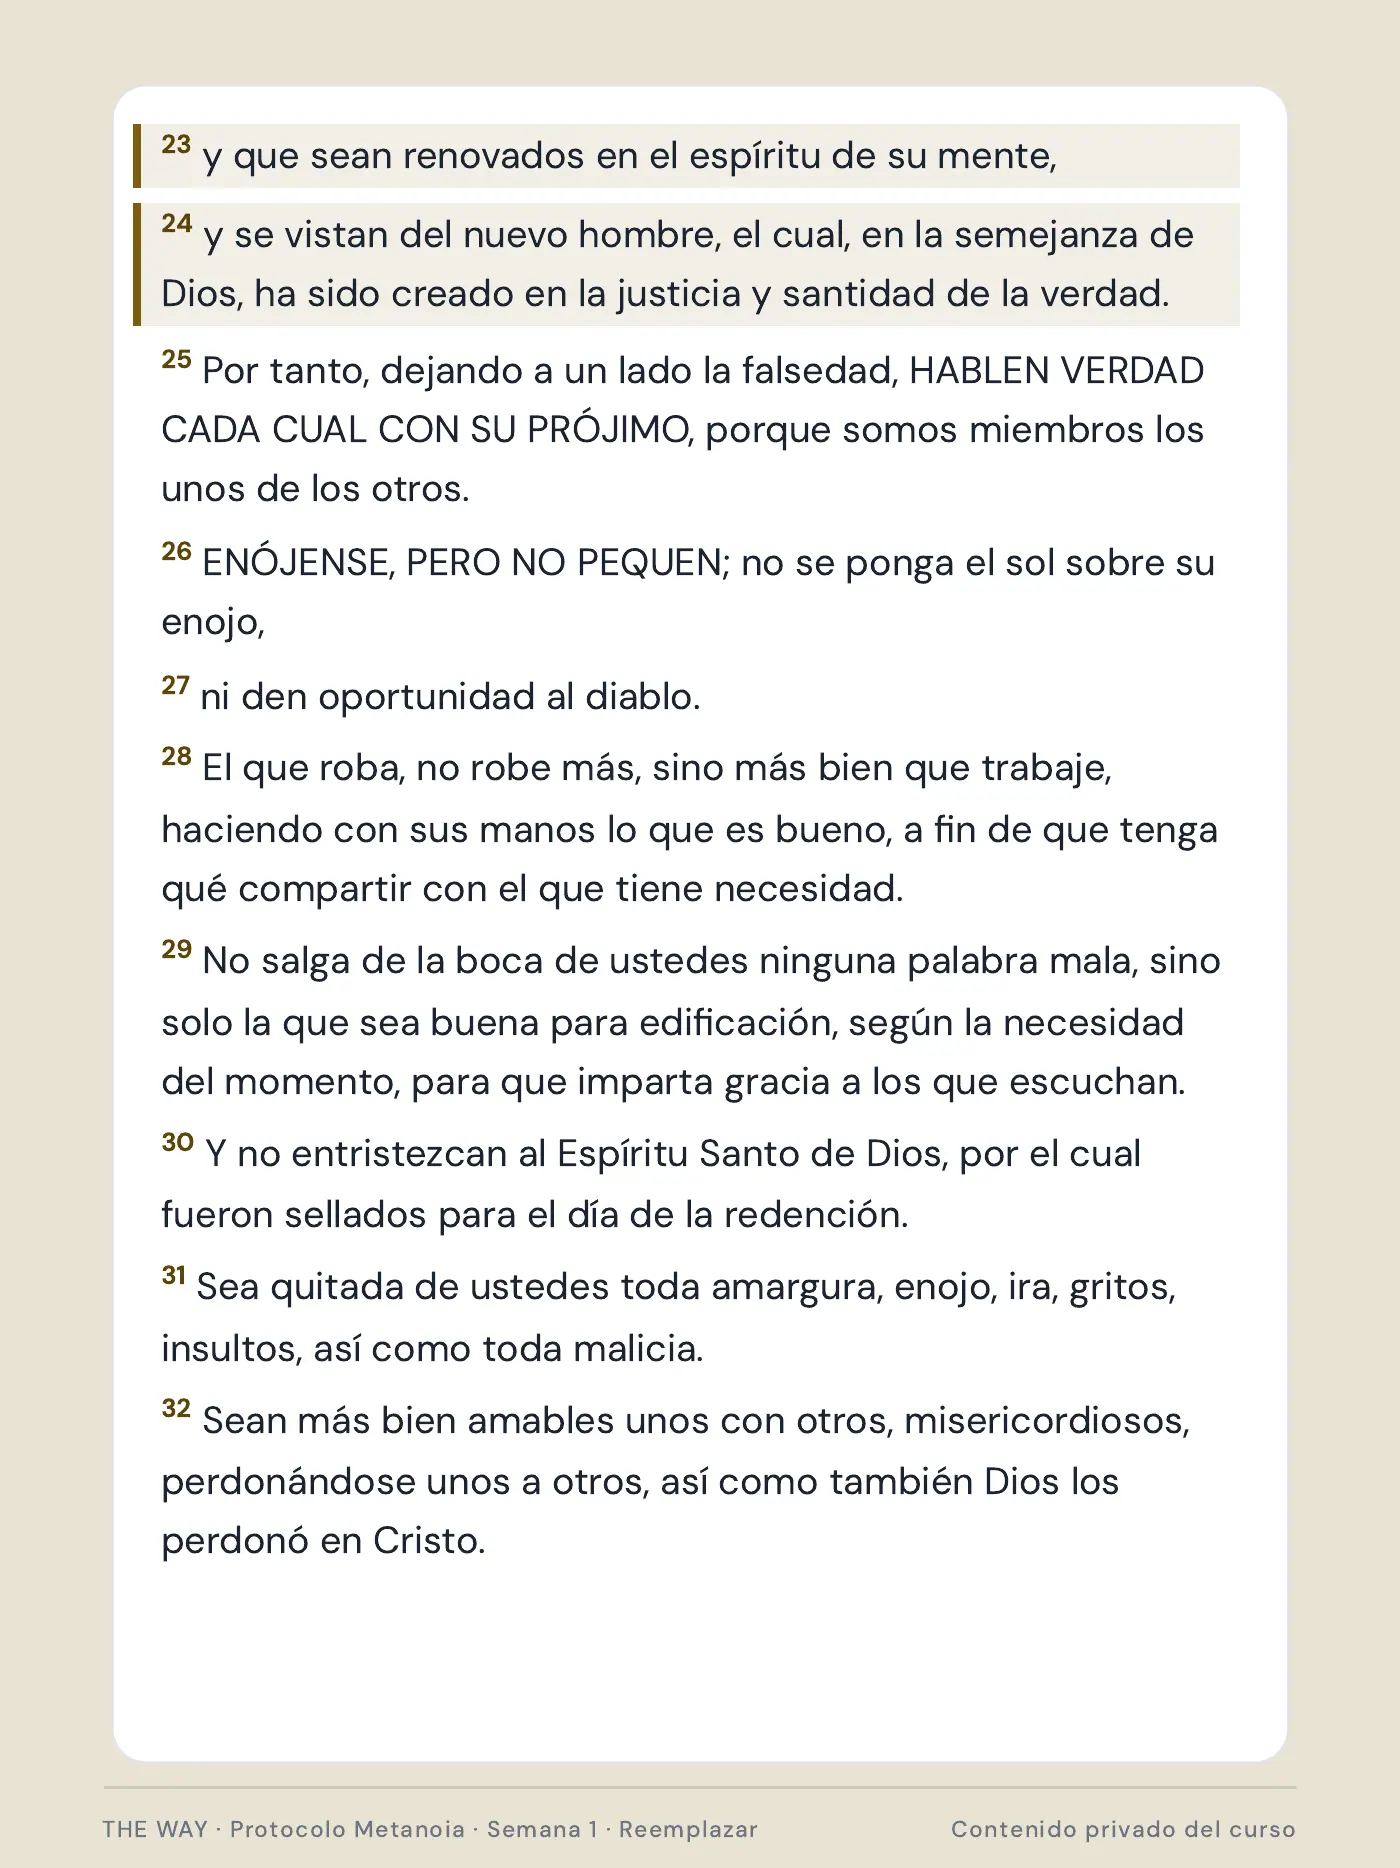 23 y que sean renovados en el espíritu de su mente,
24 y se vistan del nuevo hombre, el cual, en la semejanza de
Dios, ha sido creado en la justicia y santidad de la verdad.
25 Por tanto, dejando a un lado la falsedad, HABLEN VERDAD
CADA CUAL CON SU PRÓJIMO, porque somos miembros los
unos de los otros.
26 ENÓJENSE, PERO NO PEQUEN; no se ponga el sol sobre su
enojo,
27 ni den oportunidad al diablo.
28 El que roba, no robe más, sino más bien que trabaje,
haciendo con sus manos lo que es bueno, a fin de que tenga
qué compartir con el que tiene necesidad.
29 No salga de la boca de ustedes ninguna palabra mala, sino
solo la que sea buena para edificación, según la necesidad
del momento, para que imparta gracia a los que escuchan.
30 Y no entristezcan al Espíritu Santo de Dios, por el cual
fueron sellados para el día de la redención.
31 Sea quitada de ustedes toda amargura, enojo, ira, gritos,
insultos, así como toda malicia.
32 Sean más bien amables unos con otros, misericordiosos,
perdonándose unos a otros, así como también Dios los
perdonó en Cristo.
THE WAY · Protocolo Metanoia · Semana 1 · Reemplazar
Contenido privado del curso